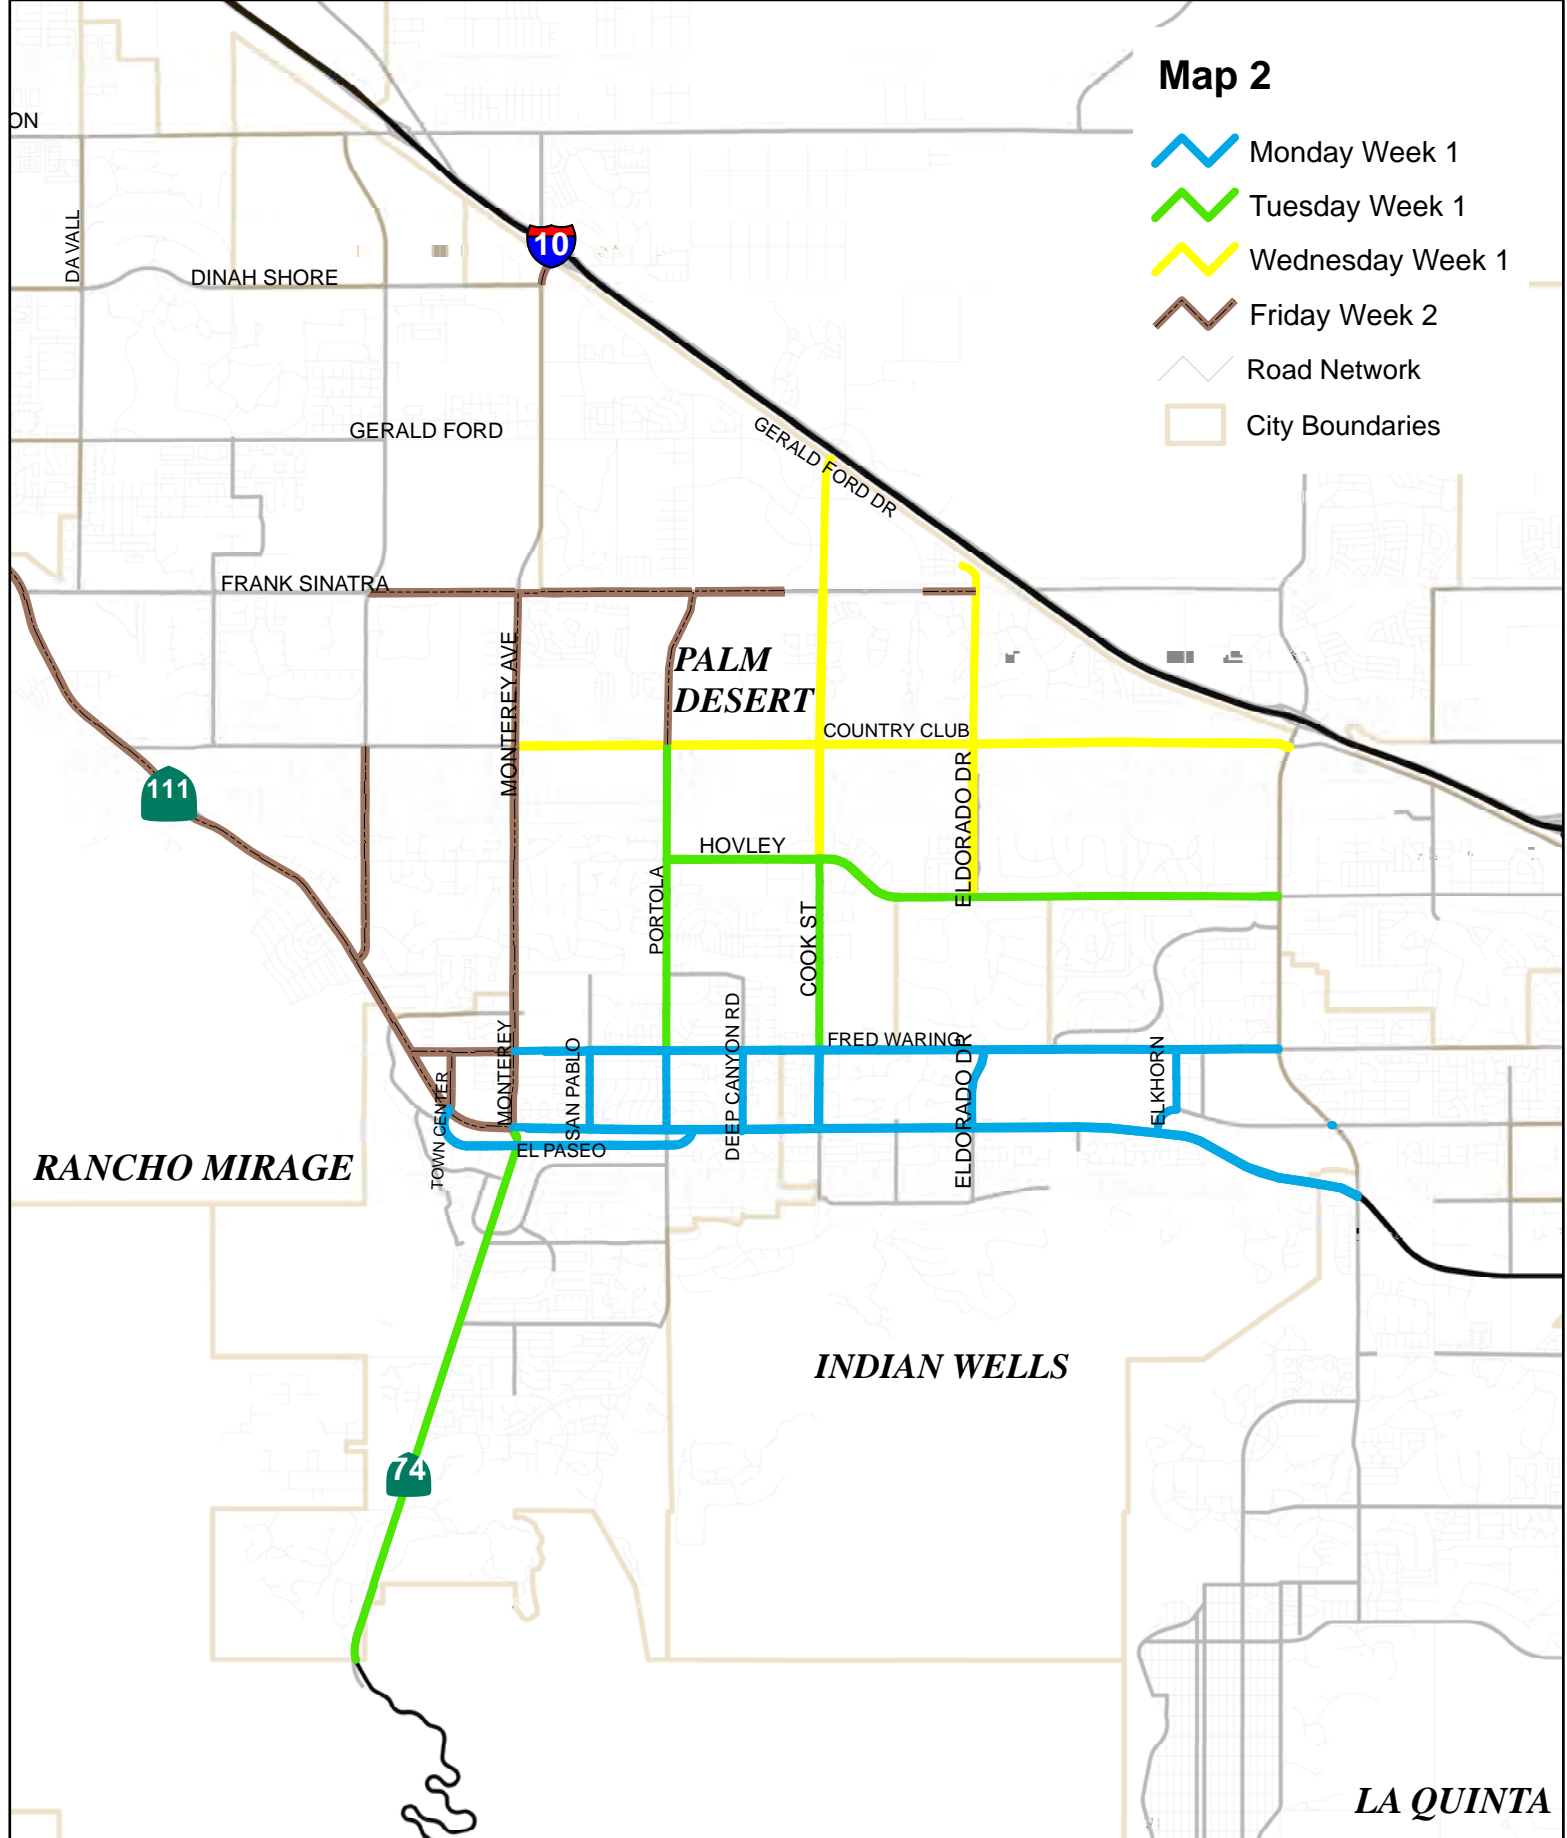 Map 2
ON
Monday Week 1
DA VALL
Tuesday Week 1
10
Wednesday Week 1
DINAH SHORE
Friday Week 2
Road Network
GERALD FORD
GERALD FORD DR
City Boundaries
FRANK SINATRA
MONTEREY AVE
PALM
DESERT
COUNTRY CLUB
111
ELDORADO DR
HOVLEY
PORTOLA
COOK ST
FRED WARING
MONTEREY
SAN PABLO
DEEP CANYON RD
ELDORADO DR
ELKHORN
TOWN CENTER
EL PASEO
RANCHO MIRAGE
INDIAN WELLS
74
LA QUINTA